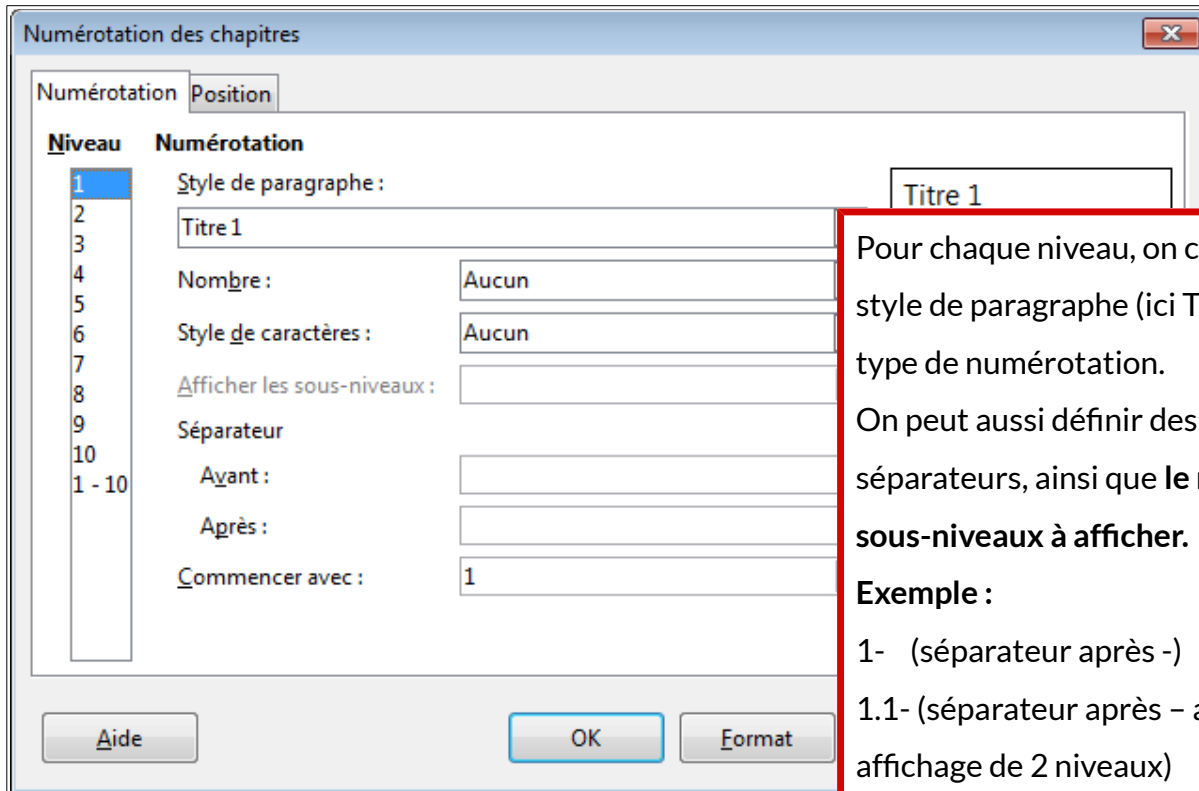 Numérotation des chapitres
Numérotation Position
Niveau Numérotation
1
2
3
4
5
6
7
8
9
10
1 - 10
Style de paragraphe :
Titre 1
Nombre : Aucun
Style de caractères : Aucun
Afficher les sous-niveaux :
Séparateur
Avant :
Après :
Commencer avec : 1
Titre 1
Aide OK Format
Pour chaque niveau, on
style de paragraphe (ici
type de numérotation.
On peut aussi définir des
séparateurs, ainsi que le
sous-niveaux à afficher.
Exemple :
1- (séparateur après -)
1.1- (séparateur après –
affichage de 2 niveaux)